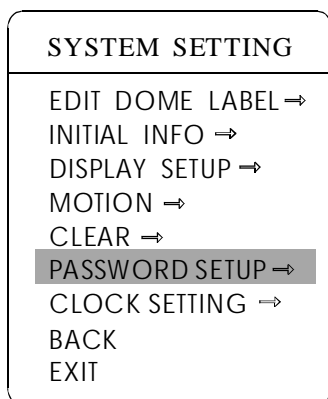 SYSTEM SETTING
EDIT DOME LABEL⇒
INITIAL INFO ⇒
DISPLAY SETUP ⇒
MOTION ⇒
CLEAR ⇒
PASSWORD SETUP⇒
CLOCK SETTING ⇒
BACK
EXIT